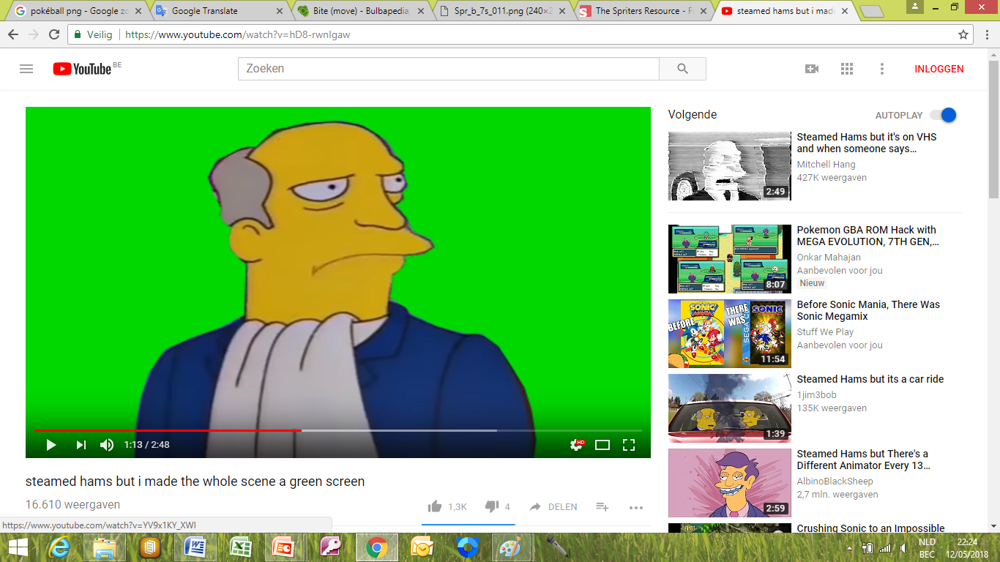 pokéball png - Google zo
Google Translate
Bite (move) - Bulbapedia,
Spr_b_7s_011.png (240×2
The Spriters Resource - F
steamed hams but i made
Veilig
https://www.youtube.com/watch?v=hD8-rwnIgaw
YouTube BE
Zoeken
INLOGGEN
Volgende
AUTOPLAY
Steamed Hams but it's on VHS
and when someone says…
Mitchell Hang
427K weergaven
2:49
Pokemon GBA ROM Hack with
MEGA EVOLUTION, 7TH GEN,…
Onkar Mahajan
Aanbevolen voor jou
Nieuw
8:07
Before Sonic Mania, There Was
Sonic Megamix
Stuff We Play
Aanbevolen voor jou
BEFORE
SONIC
MANIA
THERE
WAS
SEGA
SONIC
11:54
Steamed Hams but its a car ride
1jim3bob
135K weergaven
1:39
Steamed Hams but There's a
Different Animator Every 13…
AlbinoBlackSheep
2,7 mln. weergaven
2:59
Crushing Sonic to an Impossible
1:13 / 2:48
HD
steamed hams but i made the whole scene a green screen
16.610 weergaven
1,3K
4
DELEN
https://www.youtube.com/watch?v=YV9x1KY_XWI
NLD
BEC
22:24
12/05/2018